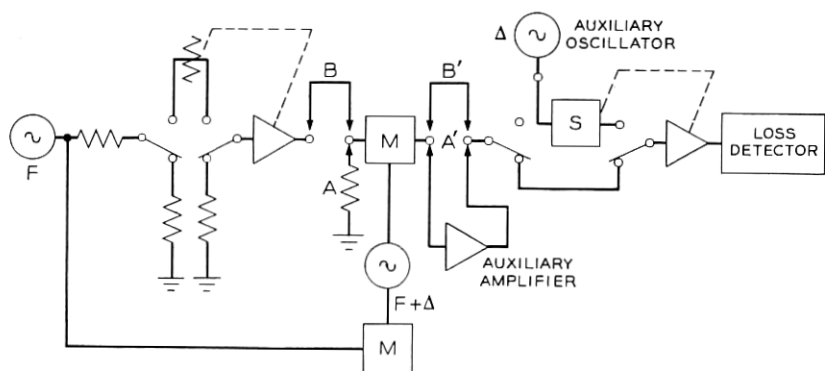 Δ
AUXILIARY
OSCILLATOR
B
B′
S
F
M
A′
LOSS
DETECTOR
A
AUXILIARY
AMPLIFIER
F+Δ
M